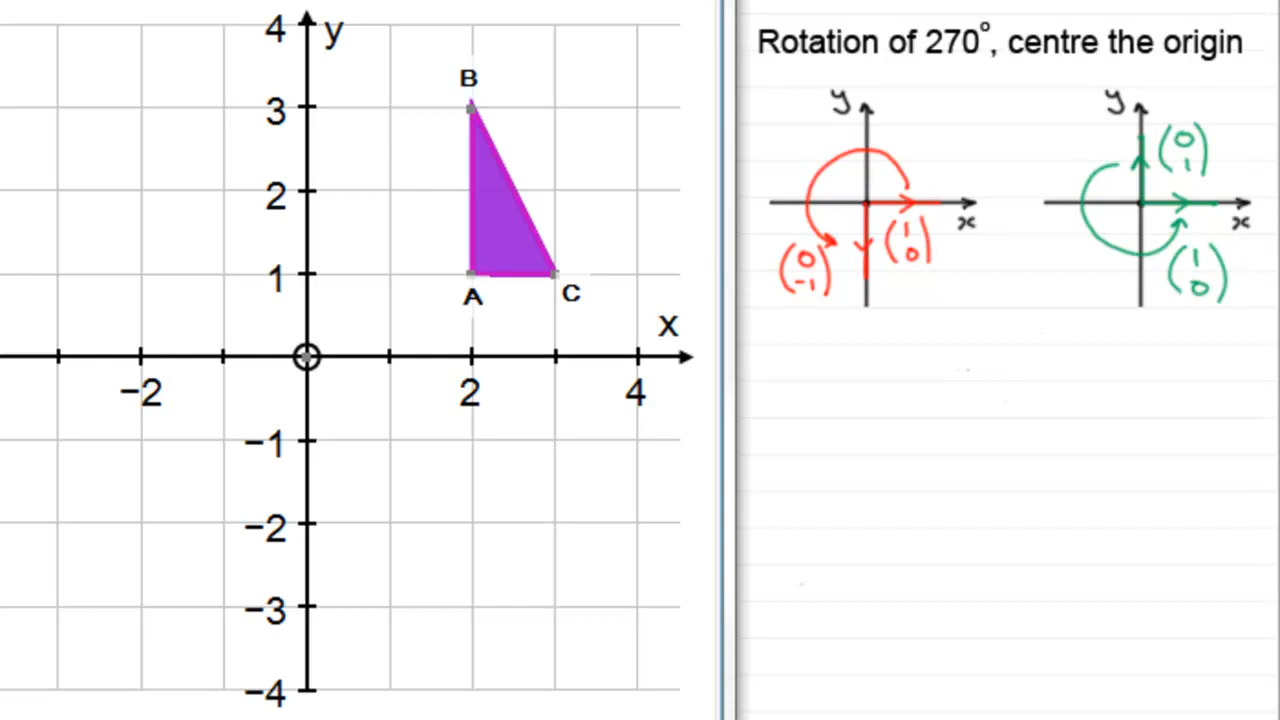 4
y
B
3
2
1
A
C
x
−2
2
4
−1
−2
−3
−4
Rotation of 270°, centre the origin
y
x
(1 0)
(0 -1)
y
(0 1)
x
(1 0)